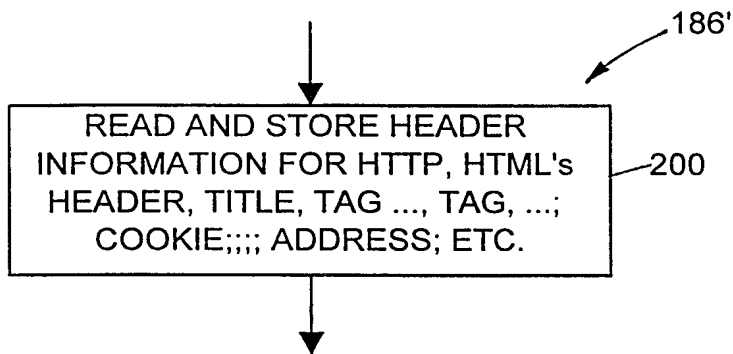 186'
READ AND STORE HEADER
INFORMATION FOR HTTP, HTML's
HEADER, TITLE, TAG ..., TAG, ...;
COOKIE;;;; ADDRESS; ETC.
200